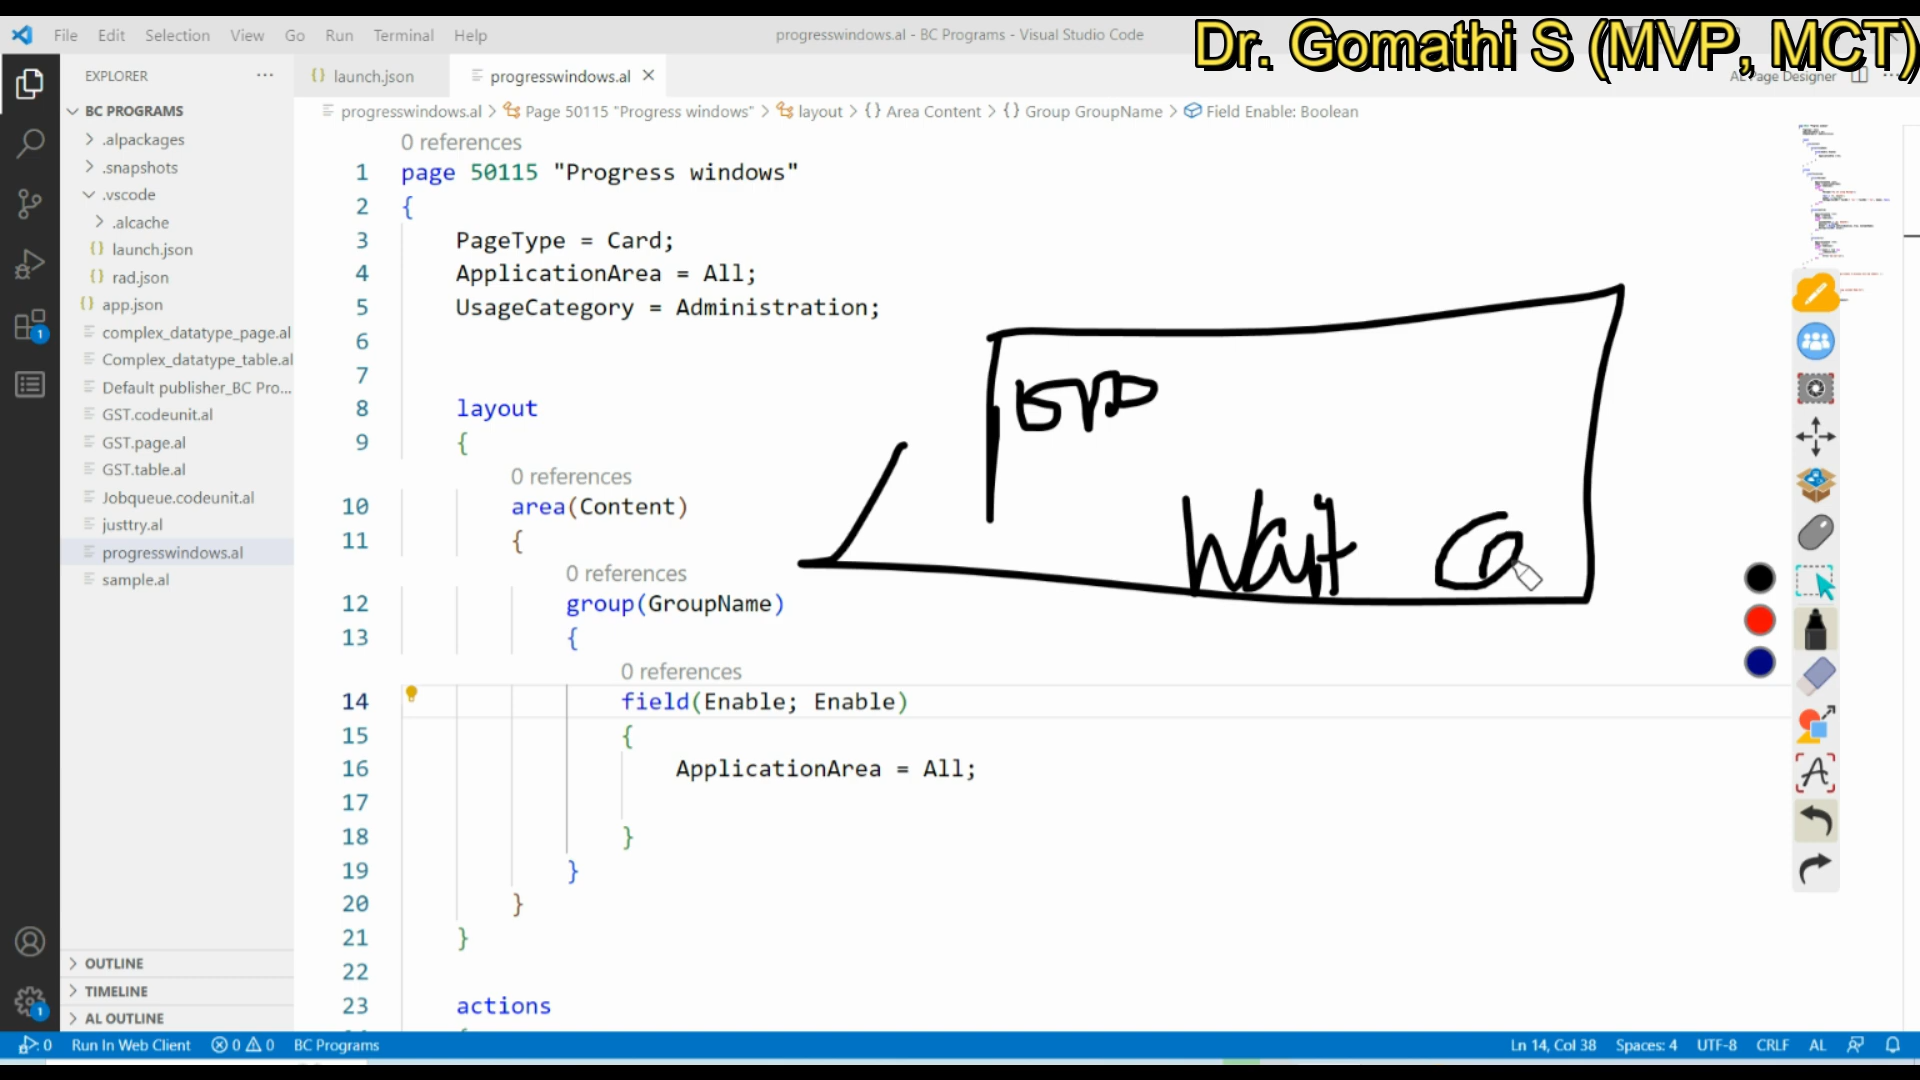 File Edit Selection View Go Run Terminal Help
progresswindows.al - BC Programs - Visual Studio Code
Dr. Gomathi S (MVP, MCT)
EXPLORER
launch.json
progresswindows.al
AL Page Designer
BC PROGRAMS
.alpackages
.snapshots
.vscode
.alcache
launch.json
rad.json
app.json
complex_datatype_page.al
Complex_datatype_table.al
Default publisher_BC Pro...
GST.codeunit.al
GST.page.al
GST.table.al
Jobqueue.codeunit.al
justtry.al
progresswindows.al
sample.al
OUTLINE
TIMELINE
AL OUTLINE
progresswindows.al > Page 50115 "Progress windows" > layout > {} Area Content > {} Group GroupName > Field Enable: Boolean
0 references
1 page 50115 "Progress windows"
2 {
3 PageType = Card;
4 ApplicationArea = All;
5 UsageCategory = Administration;
6
7
8 layout
9 {
0 references
10 area(Content)
11 {
0 references
12 group(GroupName)
13 {
0 references
14 field(Enable; Enable)
15 {
16 ApplicationArea = All;
17
18 }
19 }
20 }
21 }
22
23 actions
Wait
0 Run In Web Client 0 0 BC Programs
Ln 14, Col 38 Spaces: 4 UTF-8 CRLF AL